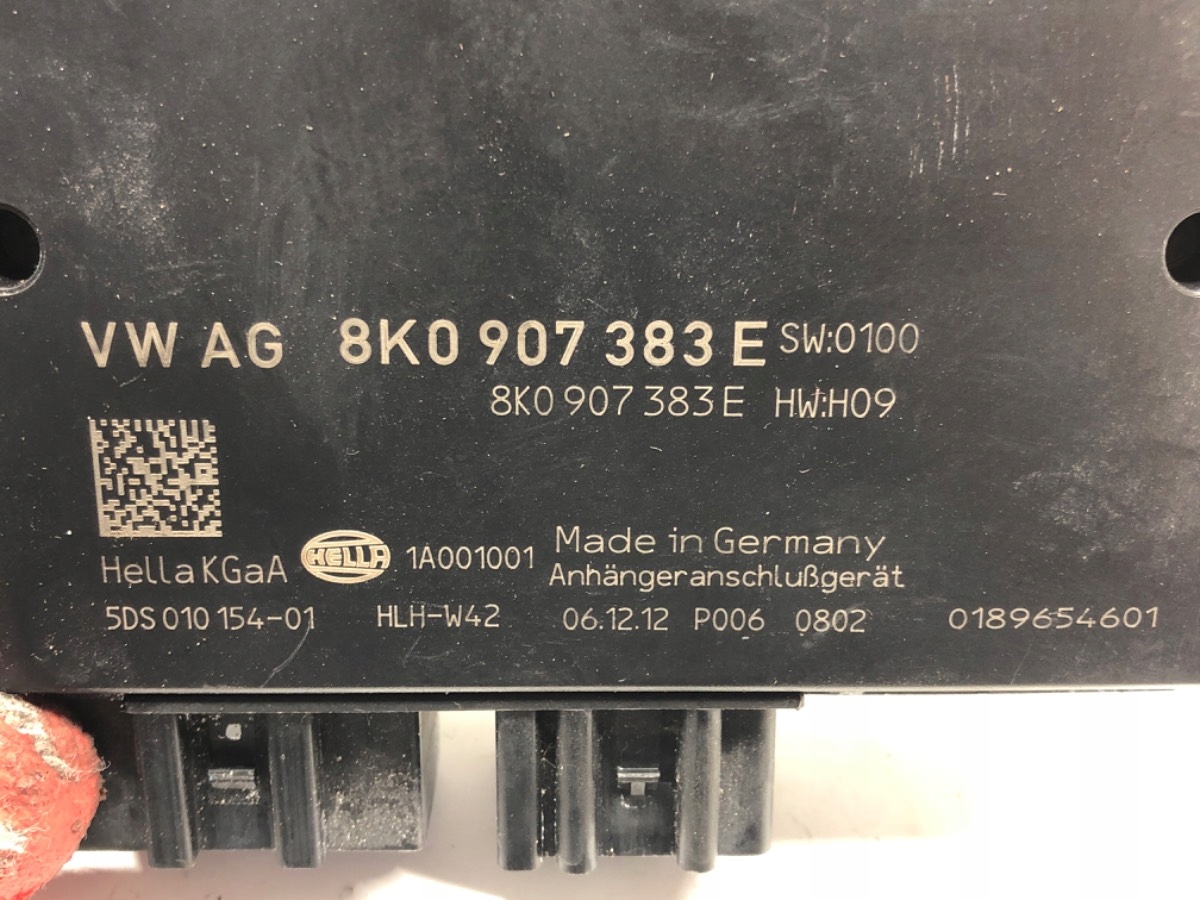 VW AG 8K0 907 383 E SW:0100
8K0 907 383 E HW:H09
Hella KGaA HELLA 1A001001 Made in Germany
Anhängeranschlußgerät
5DS 010 154-01 HLH-W42 06.12.12 P006 0802 0189654601